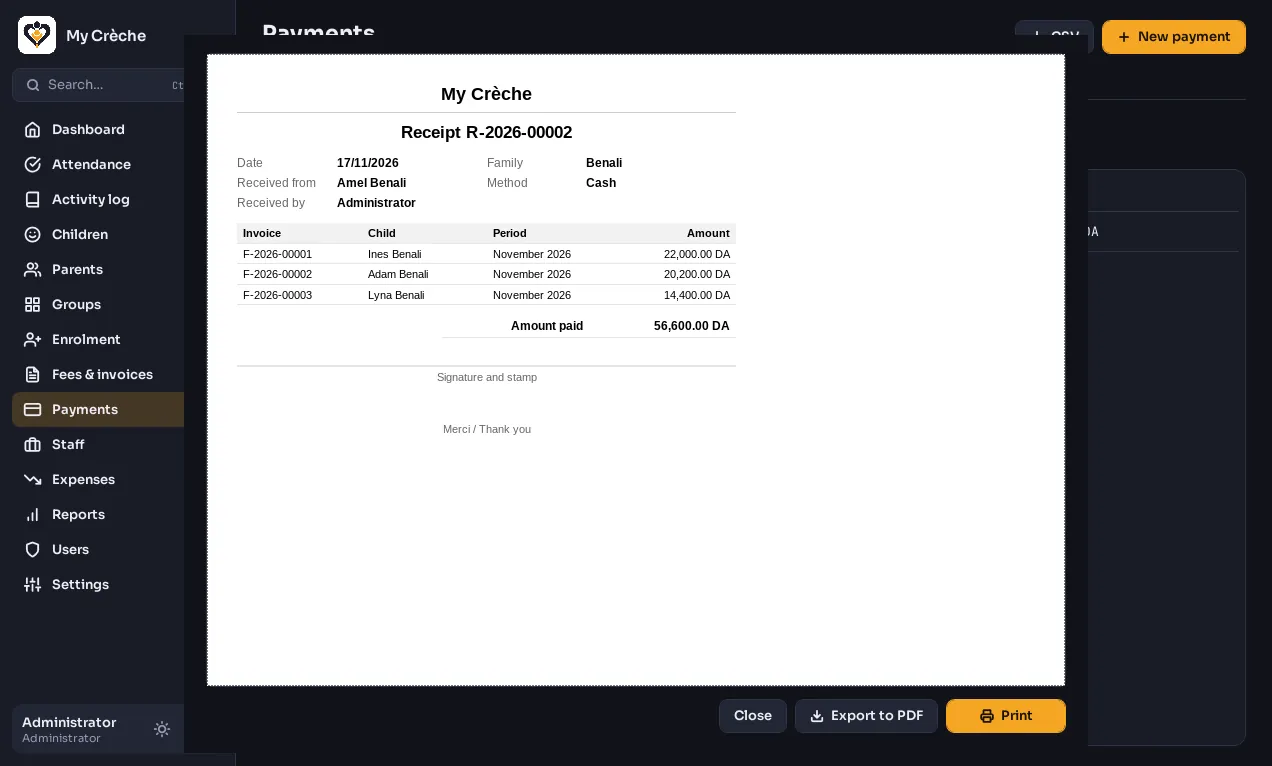 My Crèche
Search...
Dashboard
Attendance
Activity log
Children
Parents
Groups
Enrolment
Fees & invoices
Payments
Staff
Expenses
Reports
Users
Settings
Administrator
Administrator
Payments
New payment
My Crèche
Receipt R-2026-00002
Date 17/11/2026 Family Benali
Received from Amel Benali Method Cash
Received by Administrator
Invoice Child Period Amount
F-2026-00001 Ines Benali November 2026 22,000.00 DA
F-2026-00002 Adam Benali November 2026 20,200.00 DA
F-2026-00003 Lyna Benali November 2026 14,400.00 DA
Amount paid 56,600.00 DA
Signature and stamp
Merci / Thank you
Close Export to PDF Print